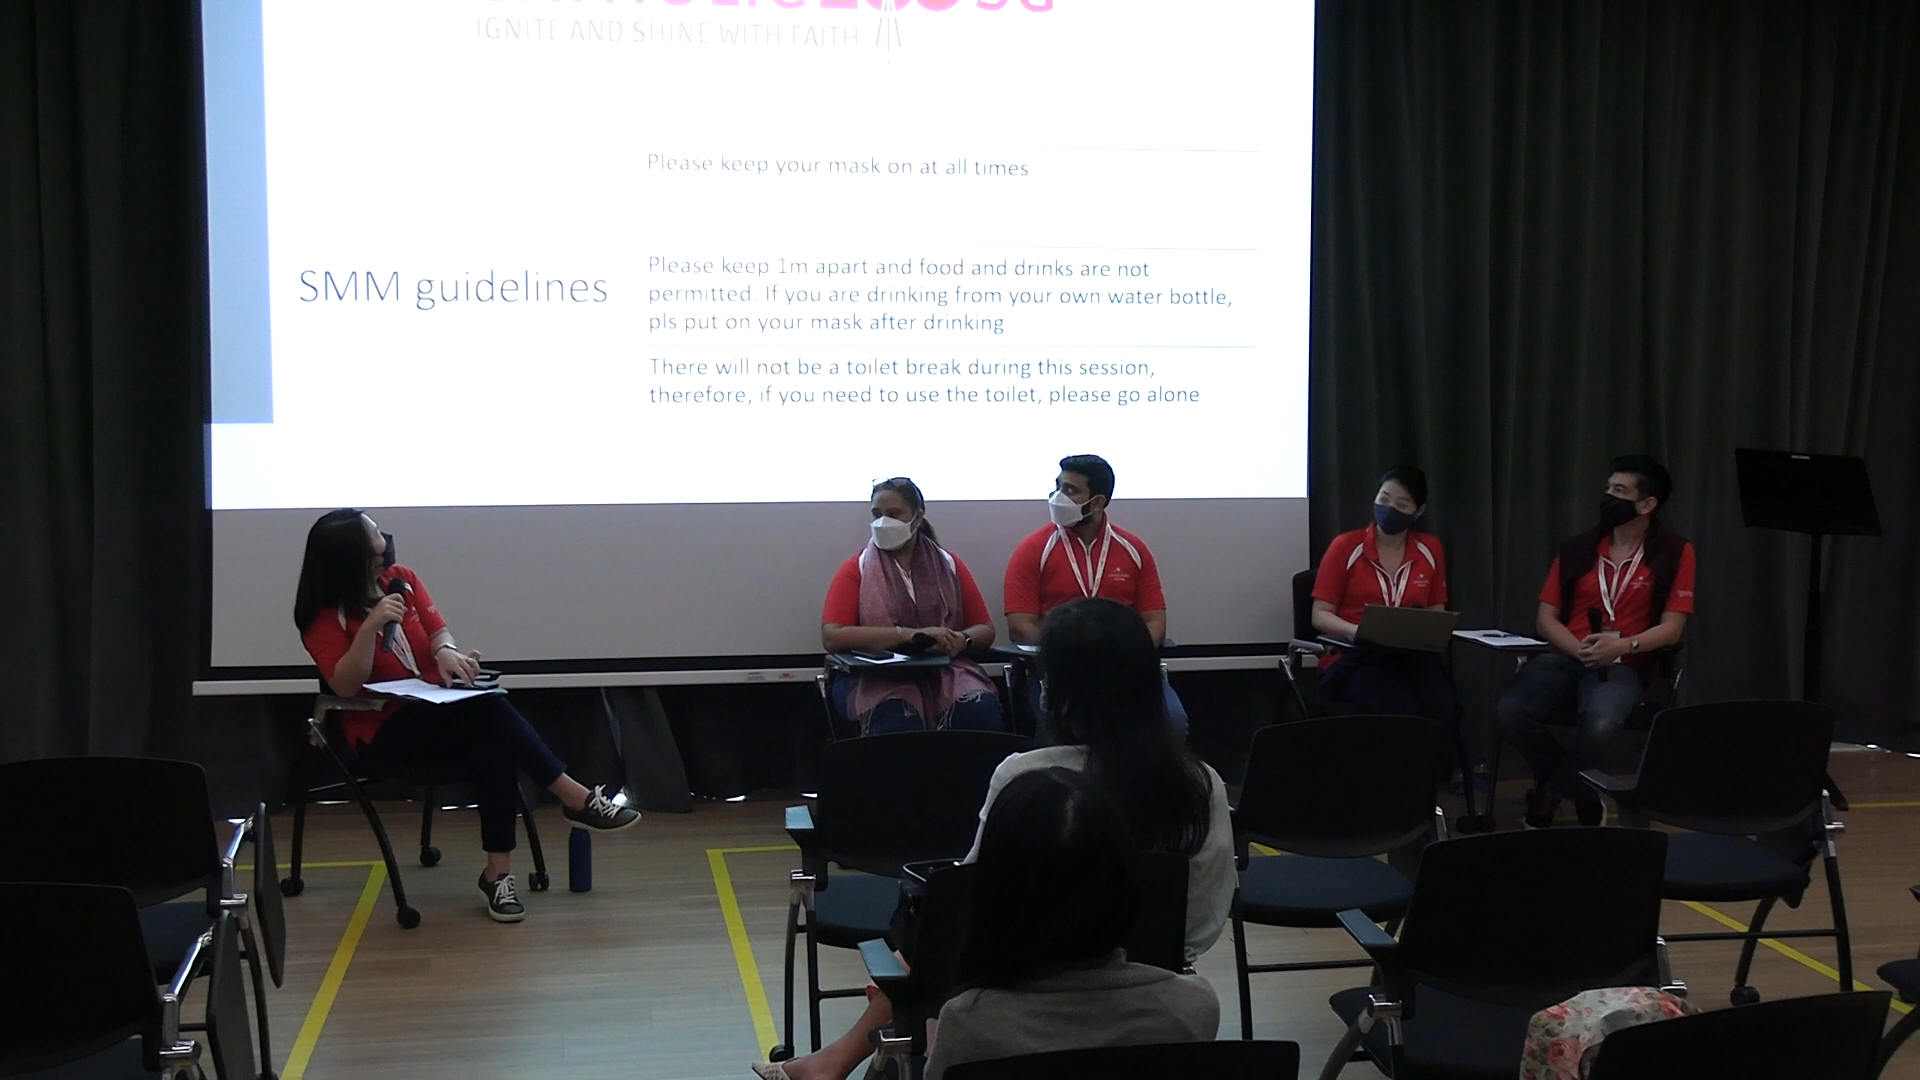 IGNITE AND SHINE WITH FAITH
Please keep your mask on at all times
SMM guidelines
Please keep 1m apart and food and drinks are not
permitted. If you are drinking from your own water bottle,
pls put on your mask after drinking
There will not be a toilet break during this session,
therefore, if you need to use the toilet, please go alone